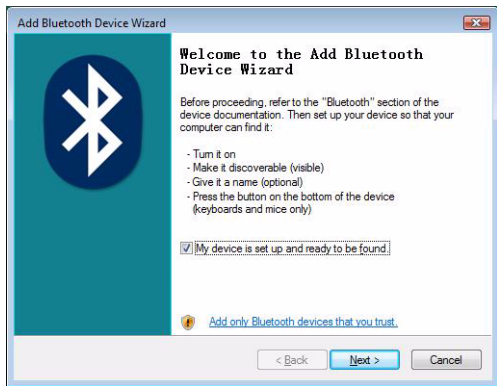 Add Bluetooth Device Wizard
Welcome to the Add Bluetooth
Device Wizard
Before proceeding, refer to the "Bluetooth" section of the
device documentation. Then set up your device so that your
computer can find it:
- Turn it on
- Make it discoverable (visible)
- Give it a name (optional)
- Press the button on the bottom of the device
(keyboards and mice only)
My device is set up and ready to be found.
Add only Bluetooth devices that you trust.
< Back Next > Cancel